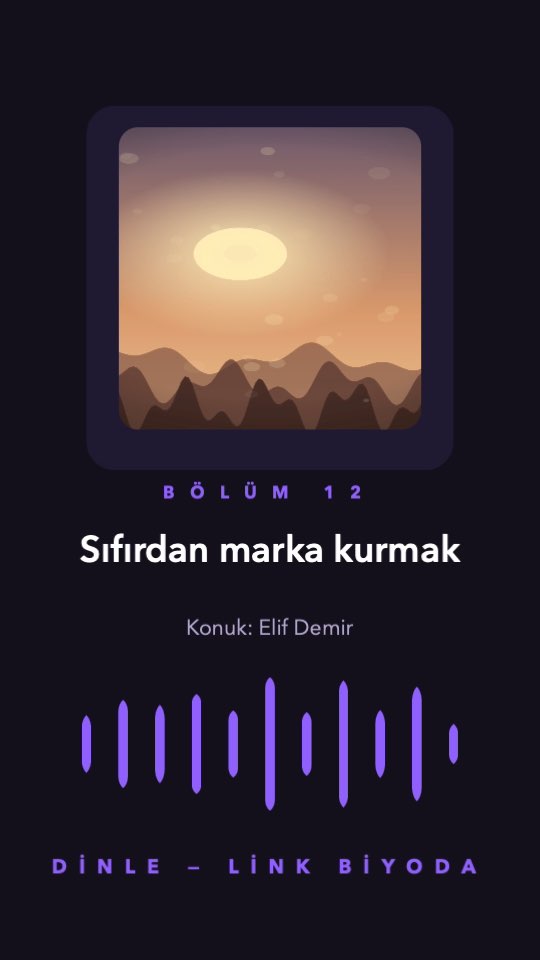 BÖLÜM 12
Sıfırdan marka kurmak
Konuk: Elif Demir
DİNLE – LİNK BİYODA